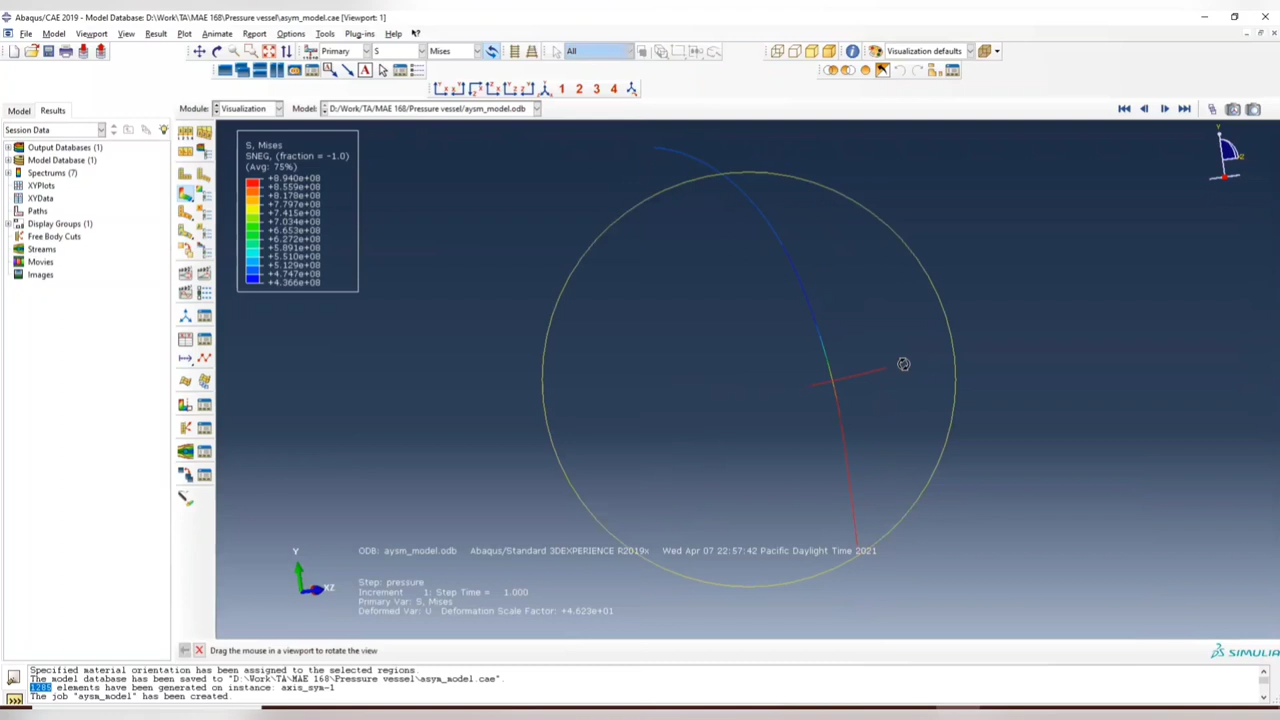 Abaqus/CAE 2019 - Model Database: D:\Work\TA\MAE 168\Pressure vessel\asym_model.cae [Viewport: 1]
File Model Viewport View Result Plot Animate Report Options Tools Plug-ins Help
Primary S Mises All Visualization defaults
1 2 3 4
Model Results Module: Visualization Model: D:/Work/TA/MAE 168/Pressure vessel/aysm_model.odb
Session Data
Output Databases (1)
Model Database (1)
Spectrums (7)
XYPlots
XYData
Paths
Display Groups (1)
Free Body Cuts
Streams
Movies
Images
S, Mises
SNEG, (fraction = -1.0)
(Avg: 75%)
+8.940e+08
+8.559e+08
+8.178e+08
+7.797e+08
+7.415e+08
+7.034e+08
+6.653e+08
+6.272e+08
+5.891e+08
+5.510e+08
+5.129e+08
+4.747e+08
+4.366e+08
Y
Y
XZ
ODB: aysm_model.odb Abaqus/Standard 3DEXPERIENCE R2019x Wed Apr 07 22:57:42 Pacific Daylight Time 2021
Step: pressure
Increment 1: Step Time = 1.000
Primary Var: S, Mises
Deformed Var: U Deformation Scale Factor: +4.623e+01
Drag the mouse in a viewport to rotate the view
SIMULIA
Specified material orientation has been assigned to the selected regions.
The model database has been saved to "D:\Work\TA\MAE 168\Pressure vessel\asym_model.cae".
1285 elements have been generated on instance: axis_sym-1
The job "aysm_model" has been created.